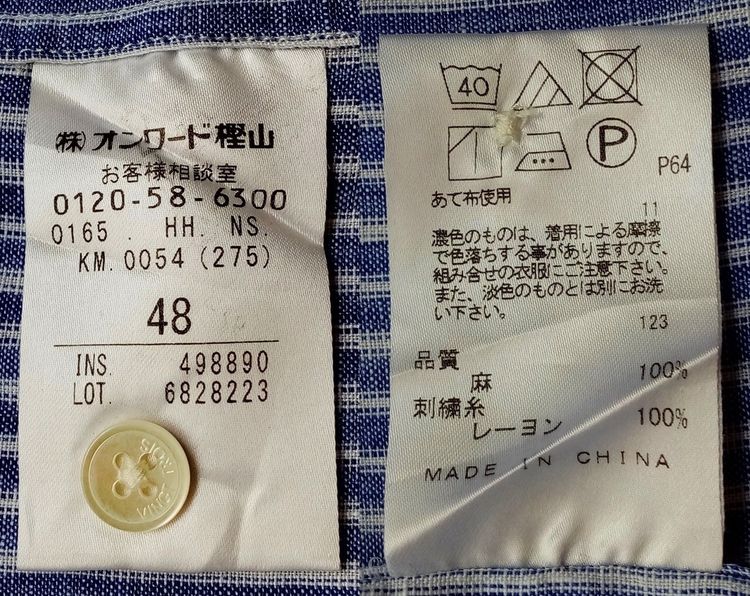 ㈱オンワード樫山
お客様相談室
0120-58-6300
0165 . HH. NS.
KM. 0054 (275)
48
INS. 498890
LOT. 6828223
40
P
P64
あて布使用
11
濃色のものは、着用による摩擦
で色落ちする事がありますので、
組み合せの衣服にご注意下さい。
また、淡色のものとは別にお洗
い下さい。
123
品質
麻 100%
刺繍糸
レーヨン 100%
MADE IN CHINA